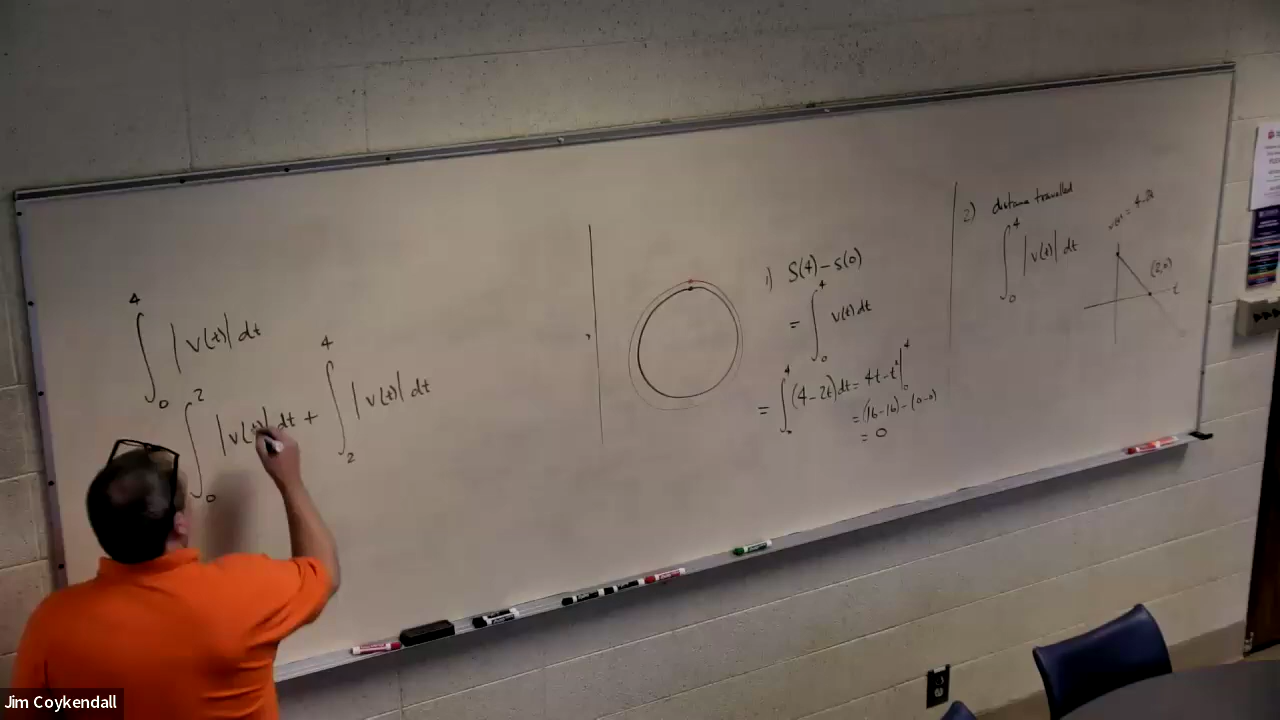 ∫₀⁴ |v(t)| dt
∫₀² |v(t)| dt + ∫₂⁴ |v(t)| dt
1) S(4) – s(0)
= ∫₀⁴ v(t) dt
= ∫₀⁴ (4–2t) dt = 4t – t² |₀⁴
= (16–16) – (0–0)
= 0
2) distance travelled
∫₀⁴ |v(t)| dt
v(t) = 4–2t
(2,0)
t
Jim Coykendall